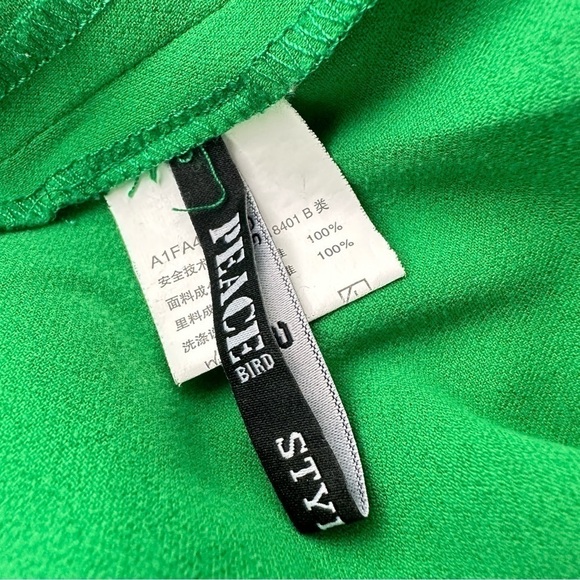 PEACE
BIRD
STYL
A1FA4
安全技术 8401 B 类
面料成 100%
里料成 100%
洗涤